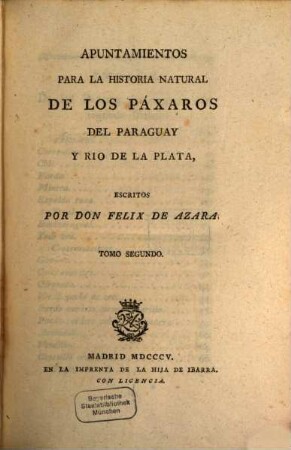 APUNTAMIENTOS
PARA LA HISTORIA NATURAL
DE LOS PÁXAROS
DEL PARAGUAY
Y RIO DE LA PLATA,
ESCRITOS
POR DON FELIX DE AZARA.
TOMO SEGUNDO.
MADRID MDCCCV.
EN LA IMPRENTA DE LA HIJA DE IBARRA.
CON LICENCIA.
Bayerische
Staatsbibliothek
München